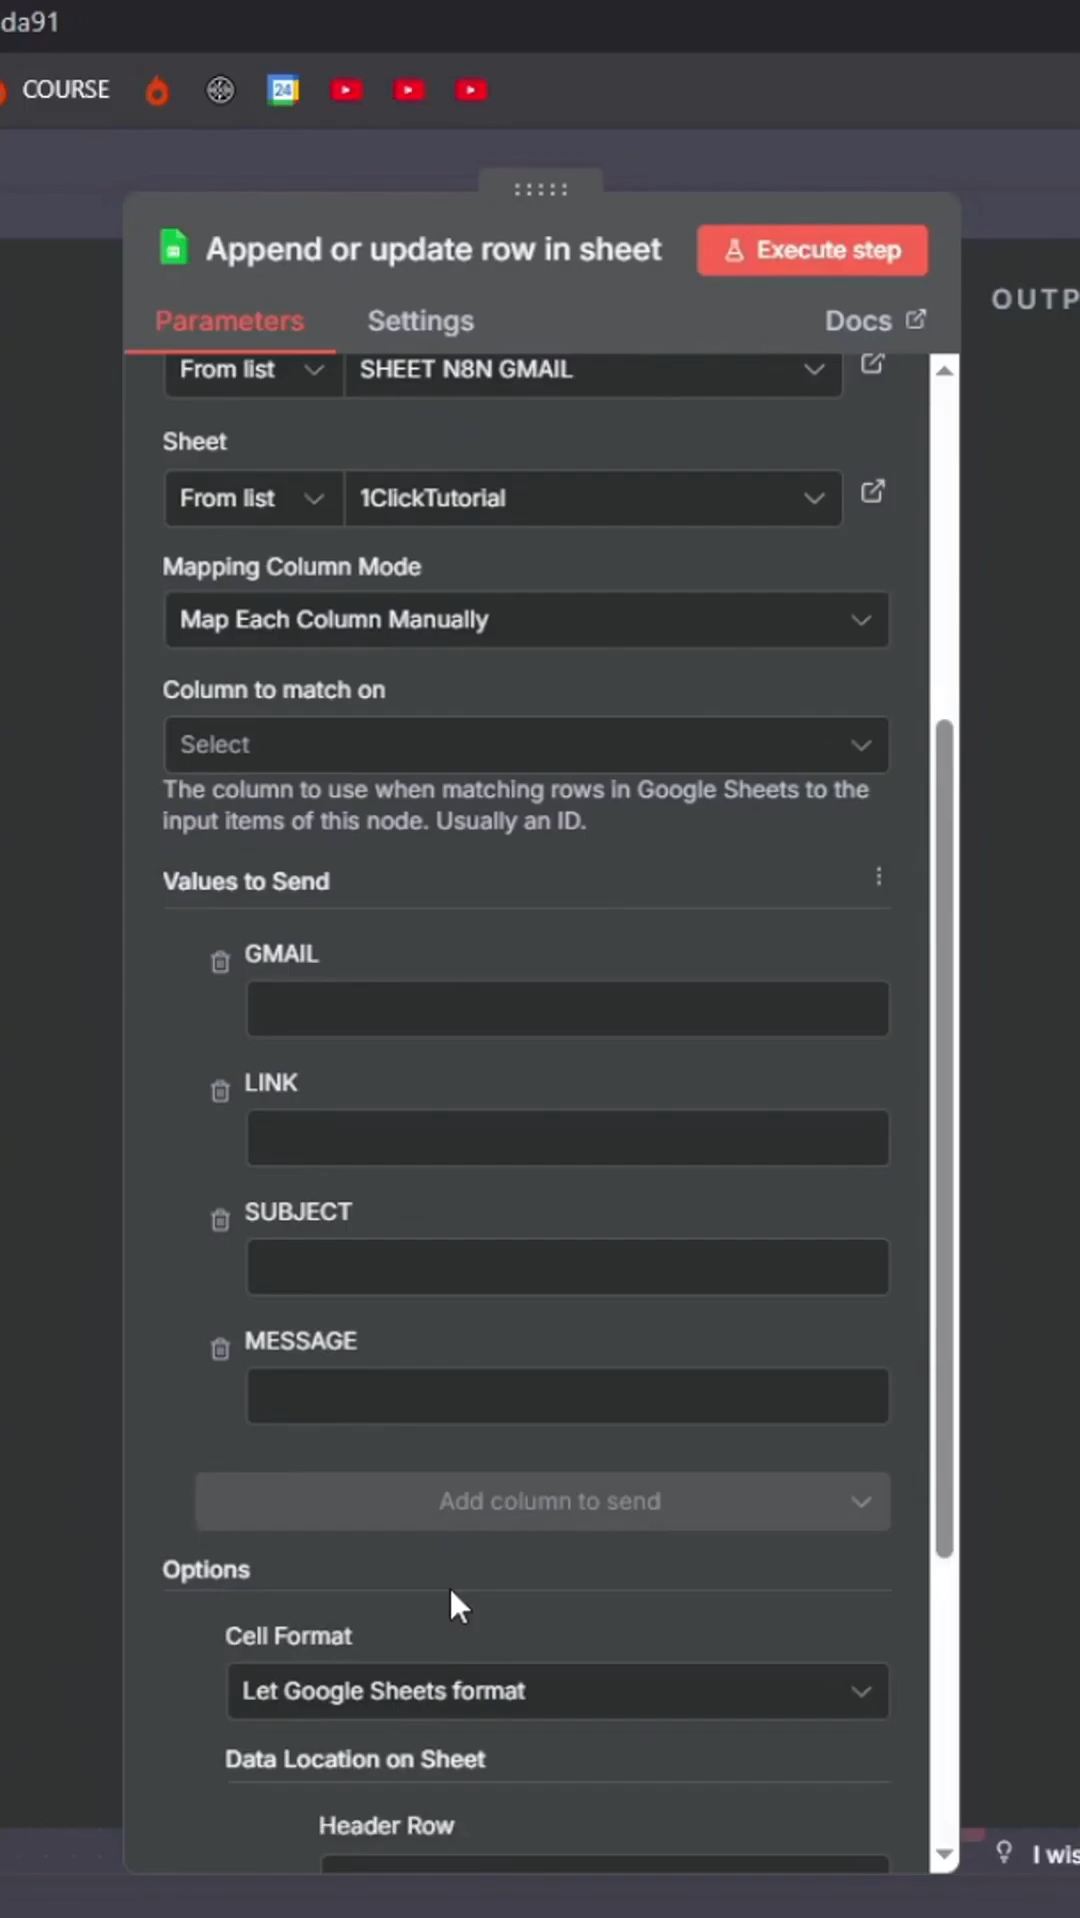 da91
COURSE
24
Append or update row in sheet
Execute step
OUTP
Parameters
Settings
Docs
From list
SHEET N8N GMAIL
Sheet
From list
1ClickTutorial
Mapping Column Mode
Map Each Column Manually
Column to match on
Select
The column to use when matching rows in Google Sheets to the
input items of this node. Usually an ID.
Values to Send
GMAIL
LINK
SUBJECT
MESSAGE
Add column to send
Options
Cell Format
Let Google Sheets format
Data Location on Sheet
Header Row
I wis